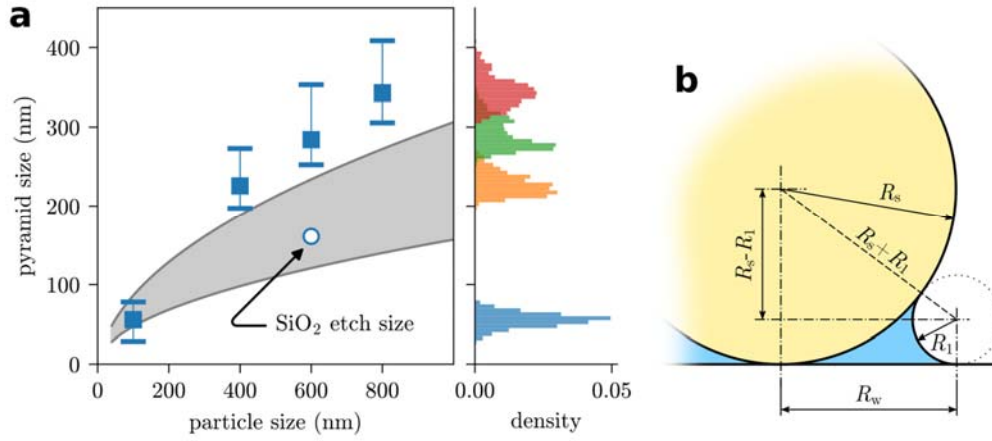 a
400
300
200
100
0
pyramid size (nm)
SiO₂ etch size
0 200 400 600 800
particle size (nm)
0.00 0.05
density
b
Rₛ
Rₛ-R₁
Rₛ+R₁
R₁
R_w